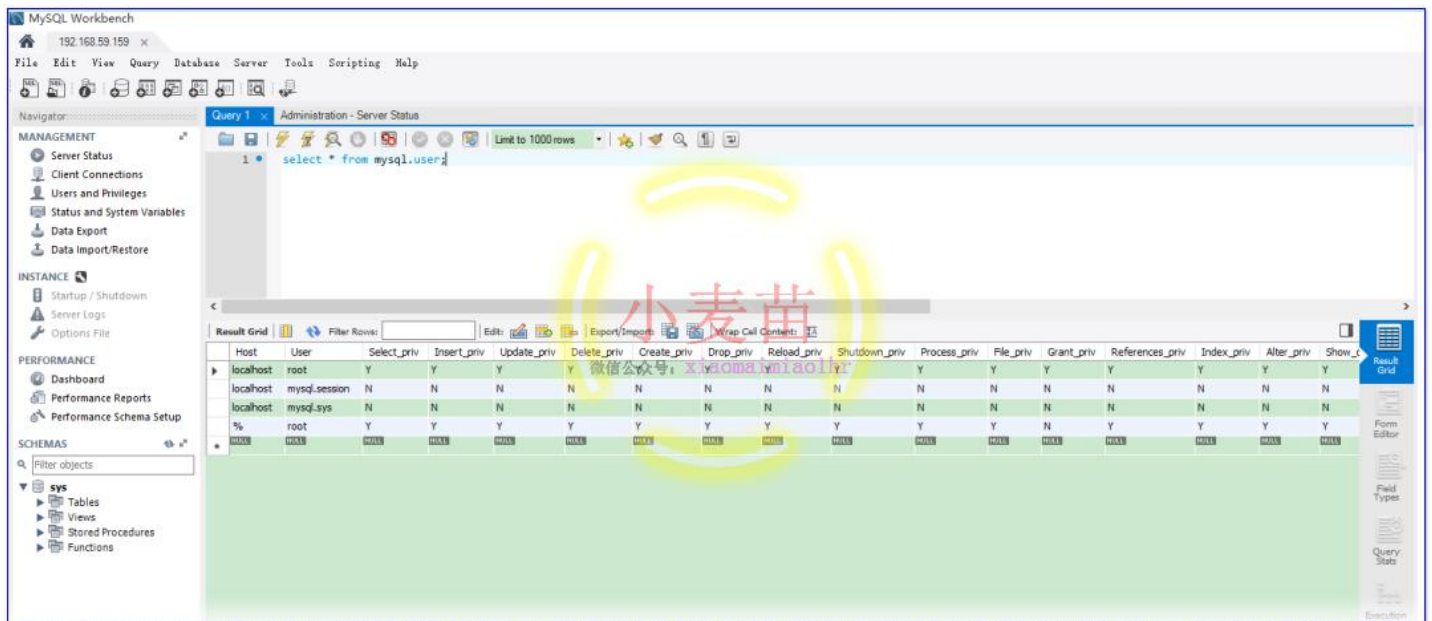 MySQL Workbench
192.168.59.159 ×
File Edit View Query Database Server Tools Scripting Help
Navigator
Query 1 × Administration - Server Status
MANAGEMENT
Server Status
Client Connections
Users and Privileges
Status and System Variables
Data Export
Data Import/Restore
INSTANCE
Startup / Shutdown
Server Logs
Options File
PERFORMANCE
Dashboard
Performance Reports
Performance Schema Setup
SCHEMAS
Filter objects
sys
Tables
Views
Stored Procedures
Functions
Limit to 1000 rows
1 select * from mysql.user;
小麦苗
微信公众号：xiaomaimiaolhr
Result Grid Filter Rows: Edit: Export/Import: Wrap Cell Content:
Host User Select_priv Insert_priv Update_priv Delete_priv Create_priv Drop_priv Reload_priv Shutdown_priv Process_priv File_priv Grant_priv References_priv Index_priv Alter_priv
localhost root Y Y Y Y Y Y Y Y Y Y Y Y Y Y Y
localhost mysql.session N N N N N N N N N N N N N N N
localhost mysql.sys N N N N N N N N N N N N N N N
% root Y Y Y Y Y Y Y Y Y Y N Y Y Y Y
NULL NULL NULL NULL NULL NULL NULL NULL NULL NULL NULL NULL NULL NULL NULL NULL NULL
Result
Grid
Form
Editor
Field
Types
Query
Stats
Execution